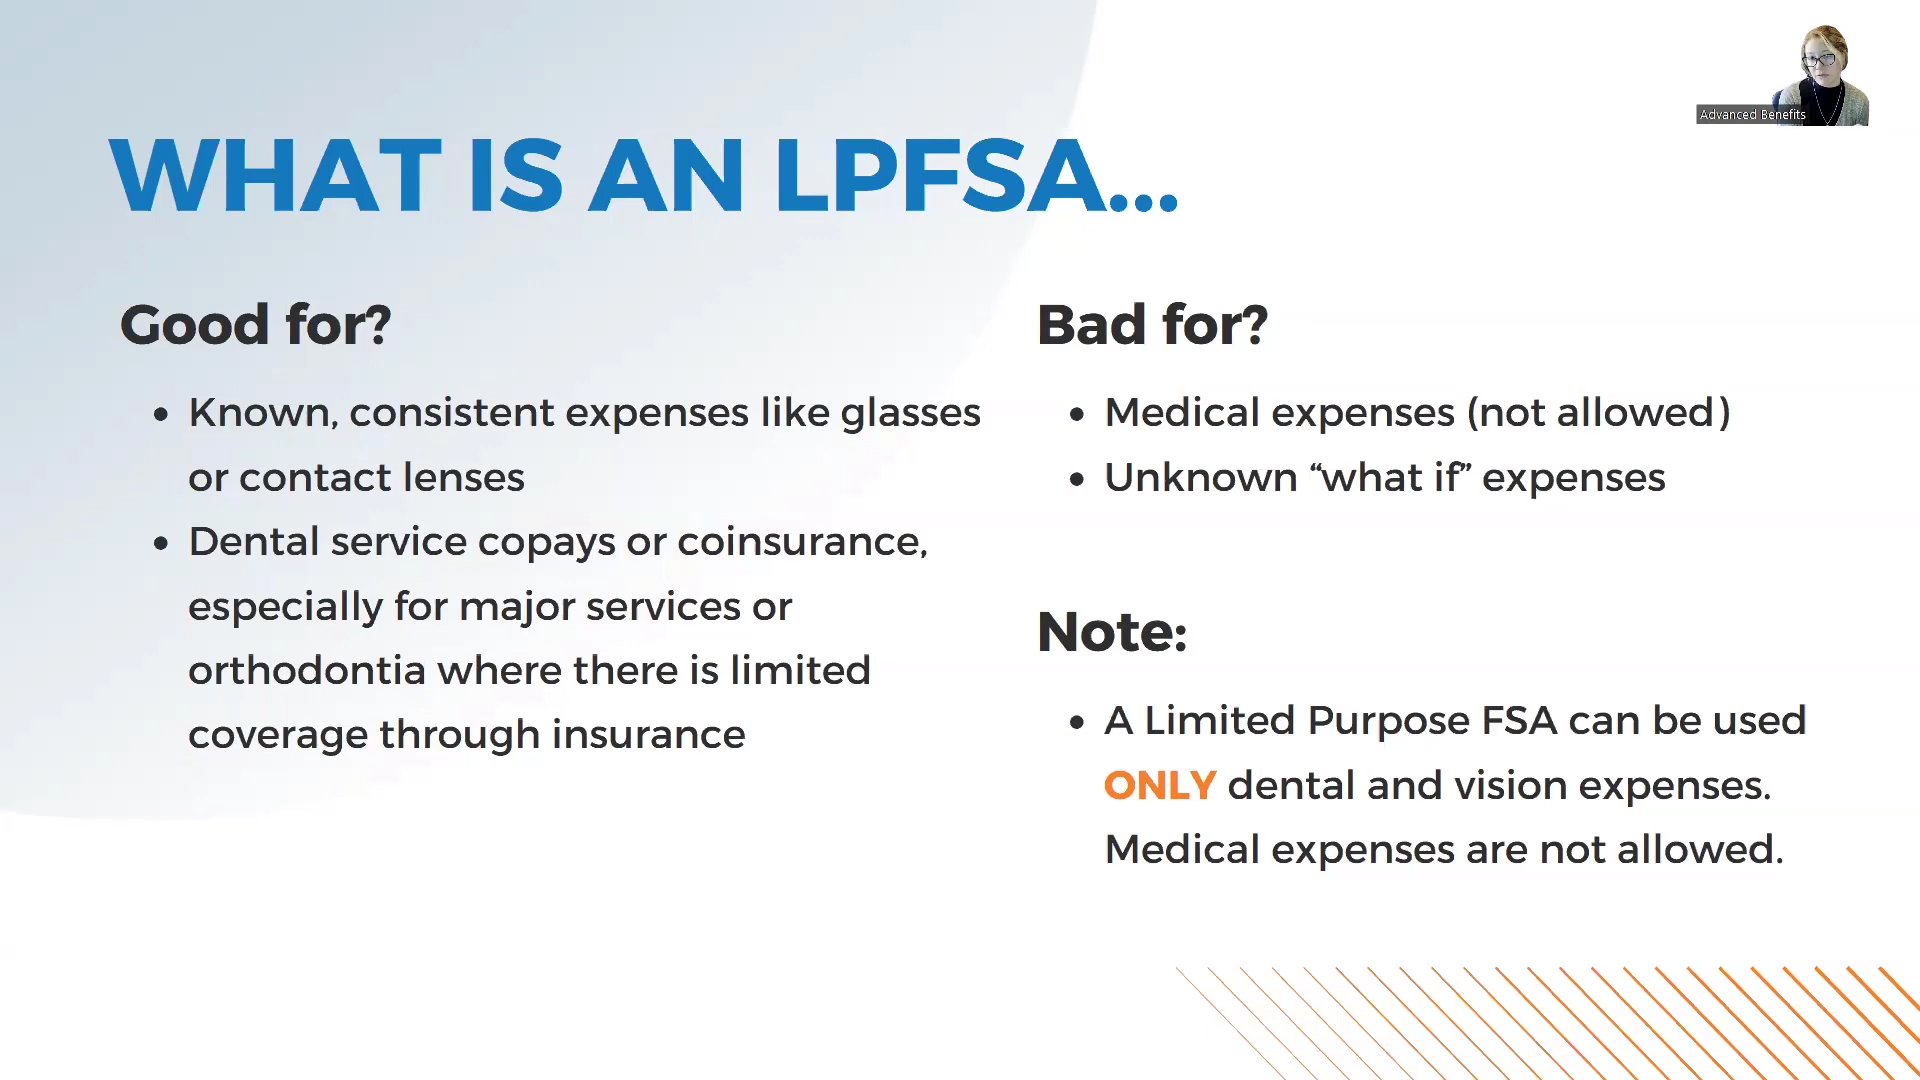 Advanced Benefits
WHAT IS AN LPFSA...
Good for?
• Known, consistent expenses like glasses
or contact lenses
• Dental service copays or coinsurance,
especially for major services or
orthodontia where there is limited
coverage through insurance
Bad for?
• Medical expenses (not allowed)
• Unknown “what if” expenses
Note:
• A Limited Purpose FSA can be used
ONLY dental and vision expenses.
Medical expenses are not allowed.